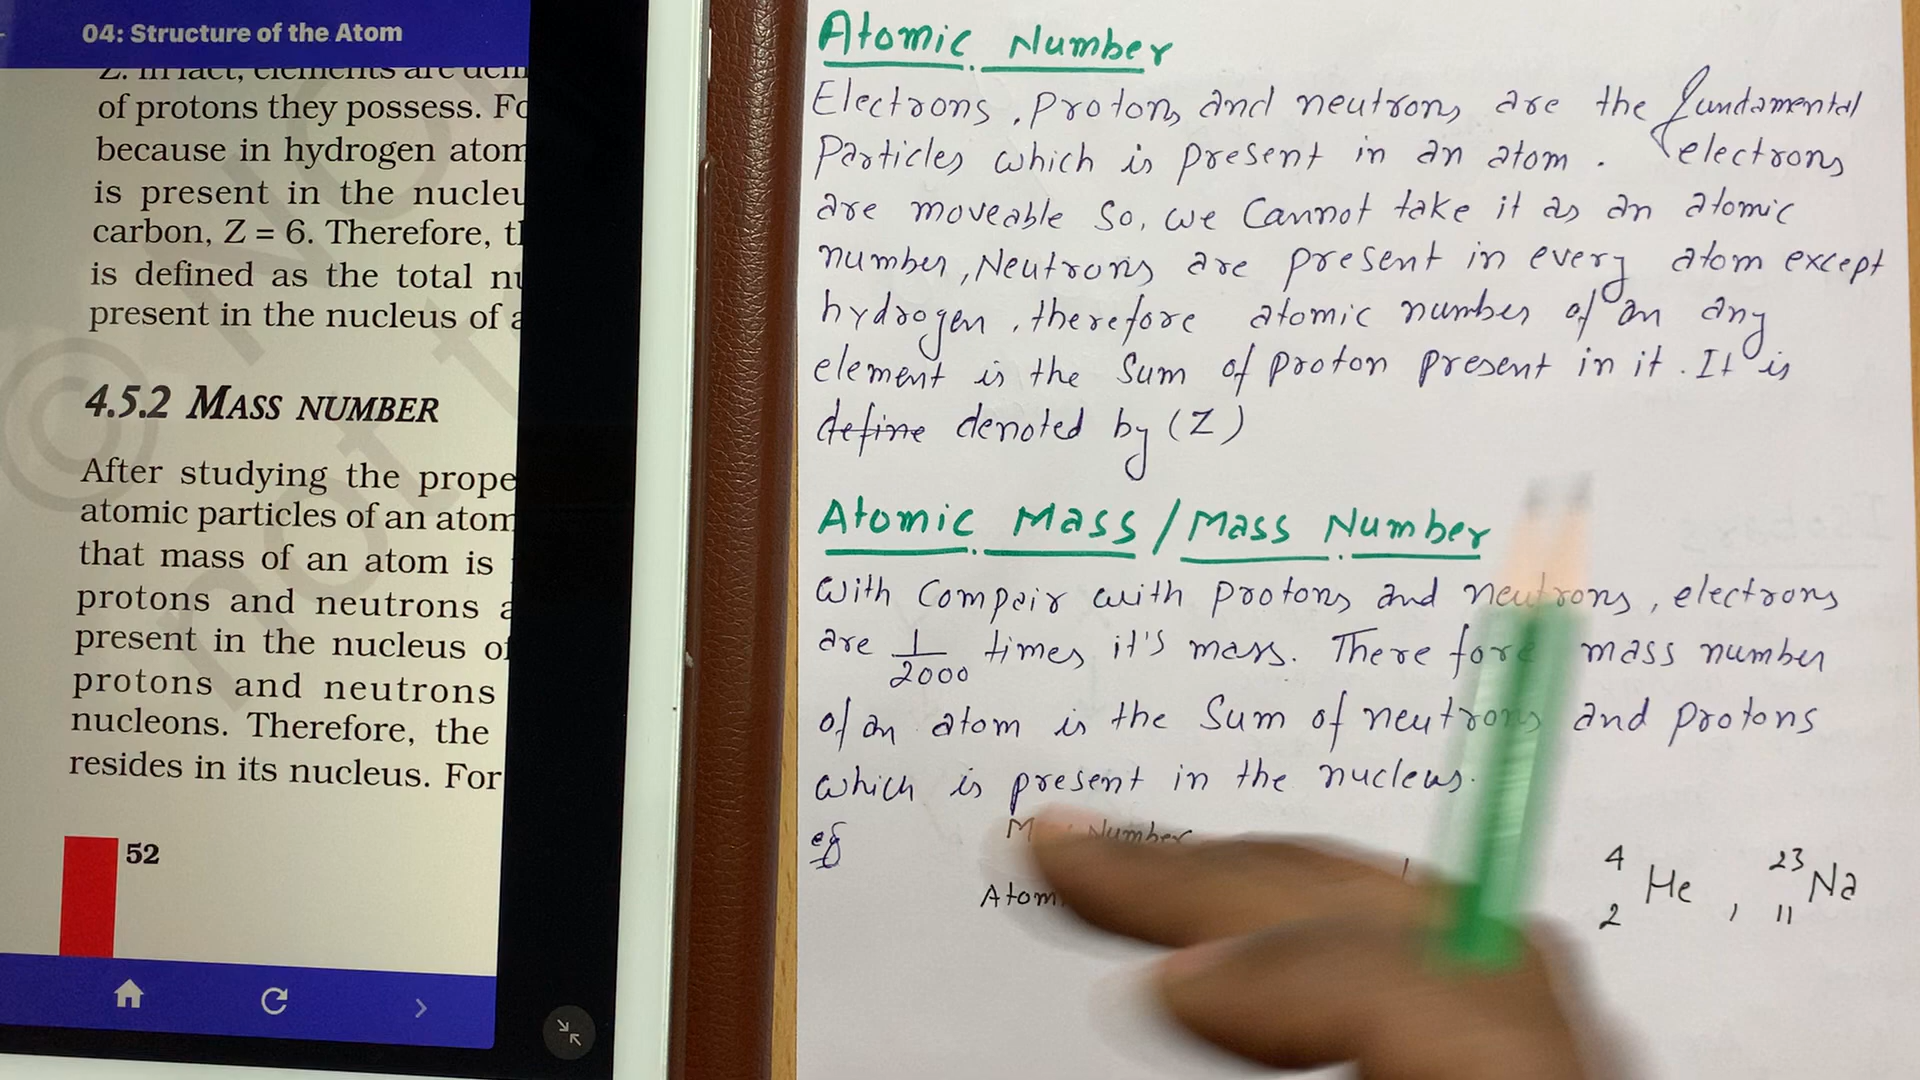 04: Structure of the Atom
of protons they possess.
because in hydrogen atom
is present in the
carbon, Z = 6. Therefore,
is defined as the total
present in the nucleus of
4.5.2 MASS NUMBER
After studying the
atomic particles of an atom
that mass of an atom is
protons and neutrons
present in the nucleus
protons and neutrons
nucleons. Therefore, the
resides in its nucleus. For
52
Atomic Number
Electrons, protons and neutrons are the fundamental
particles which is present in an atom. electrons
are moveable so, we cannot take it as an atomic
number, Neutrons are present in every atom except
hydrogen, therefore atomic number of an any
element is the sum of proton present in it. It is
define denoted by (Z)
Atomic Mass / Mass Number
with compair with protons and neutrons, electrons
are 1/2000 times it's mass. There fore mass number
of an atom is the sum of neutrons and protons
which is present in the nucleus.
eg Number
4 2 He, 23 11 Na